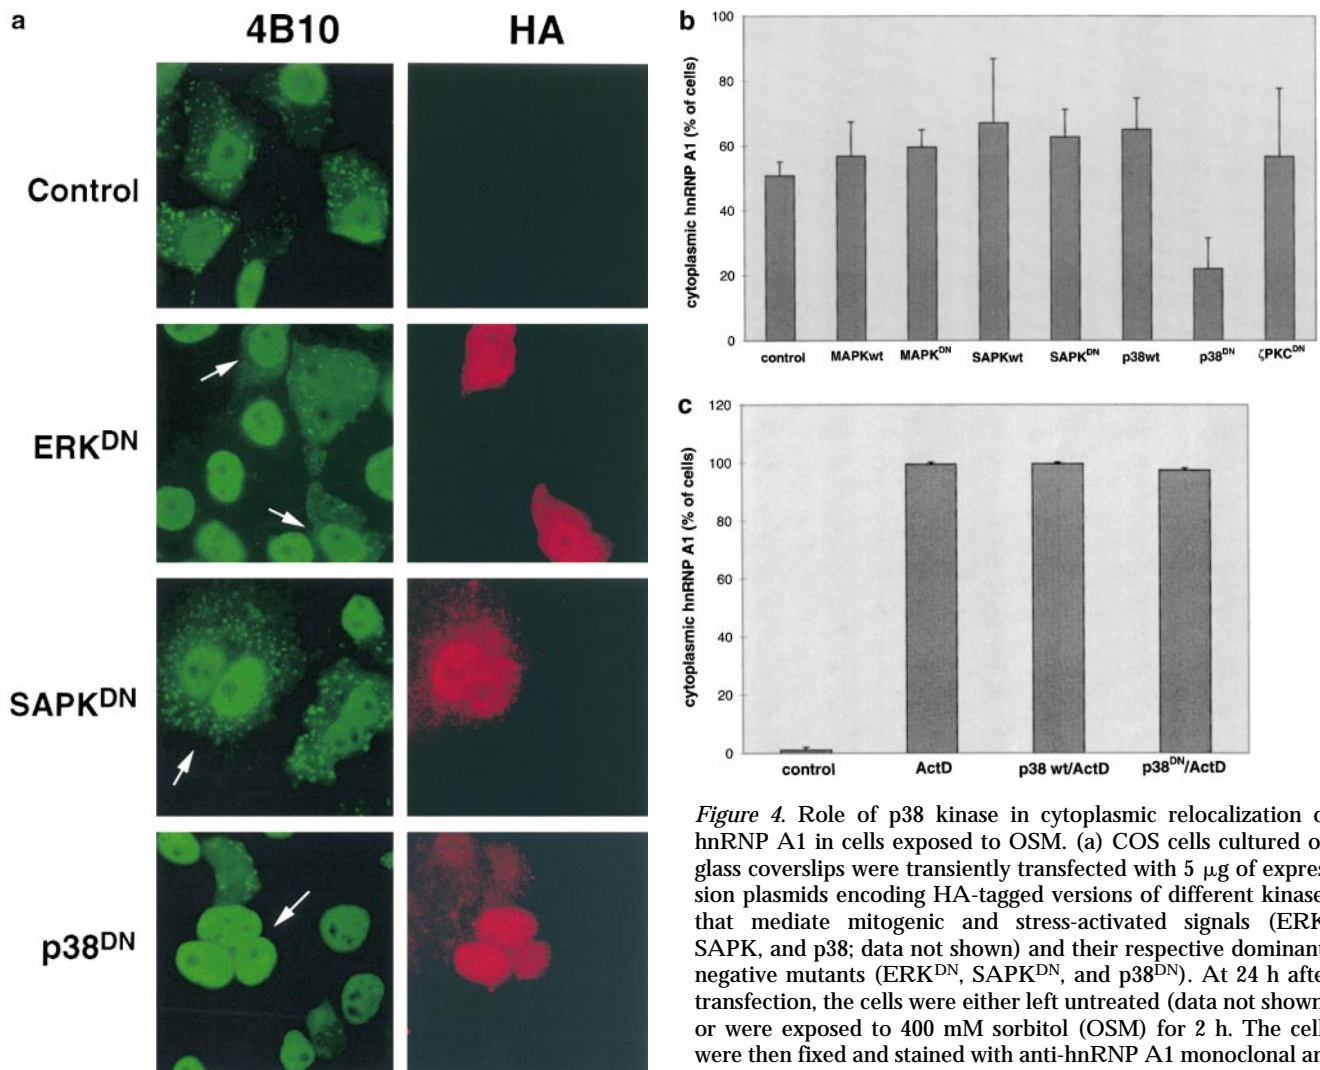 a
4B10
HA
Control
ERK^DN
SAPK^DN
p38^DN
b
cytoplasmic hnRNP A1 (% of cells)
100
80
60
40
20
0
control MAPKwt MAPK^DN SAPKwt SAPK^DN p38wt p38^DN ζPKC^DN
c
cytoplasmic hnRNP A1 (% of cells)
120
100
80
60
40
20
0
control ActD p38 wt/ActD p38^DN/ActD
Figure 4. Role of p38 kinase in cytoplasmic relocalization
hnRNP A1 in cells exposed to OSM. (a) COS cells cultured
glass coverslips were transiently transfected with 5 μg of expres
sion plasmids encoding HA-tagged versions of different kinase
that mediate mitogenic and stress-activated signals (ERK
SAPK, and p38; data not shown) and their respective dominant
negative mutants (ERK^DN, SAPK^DN, and p38^DN). At 24 h afte
transfection, the cells were either left untreated (data not shown
or were exposed to 400 mM sorbitol (OSM) for 2 h. The cell
were then fixed and stained with anti-hnRNP A1 monoclonal an